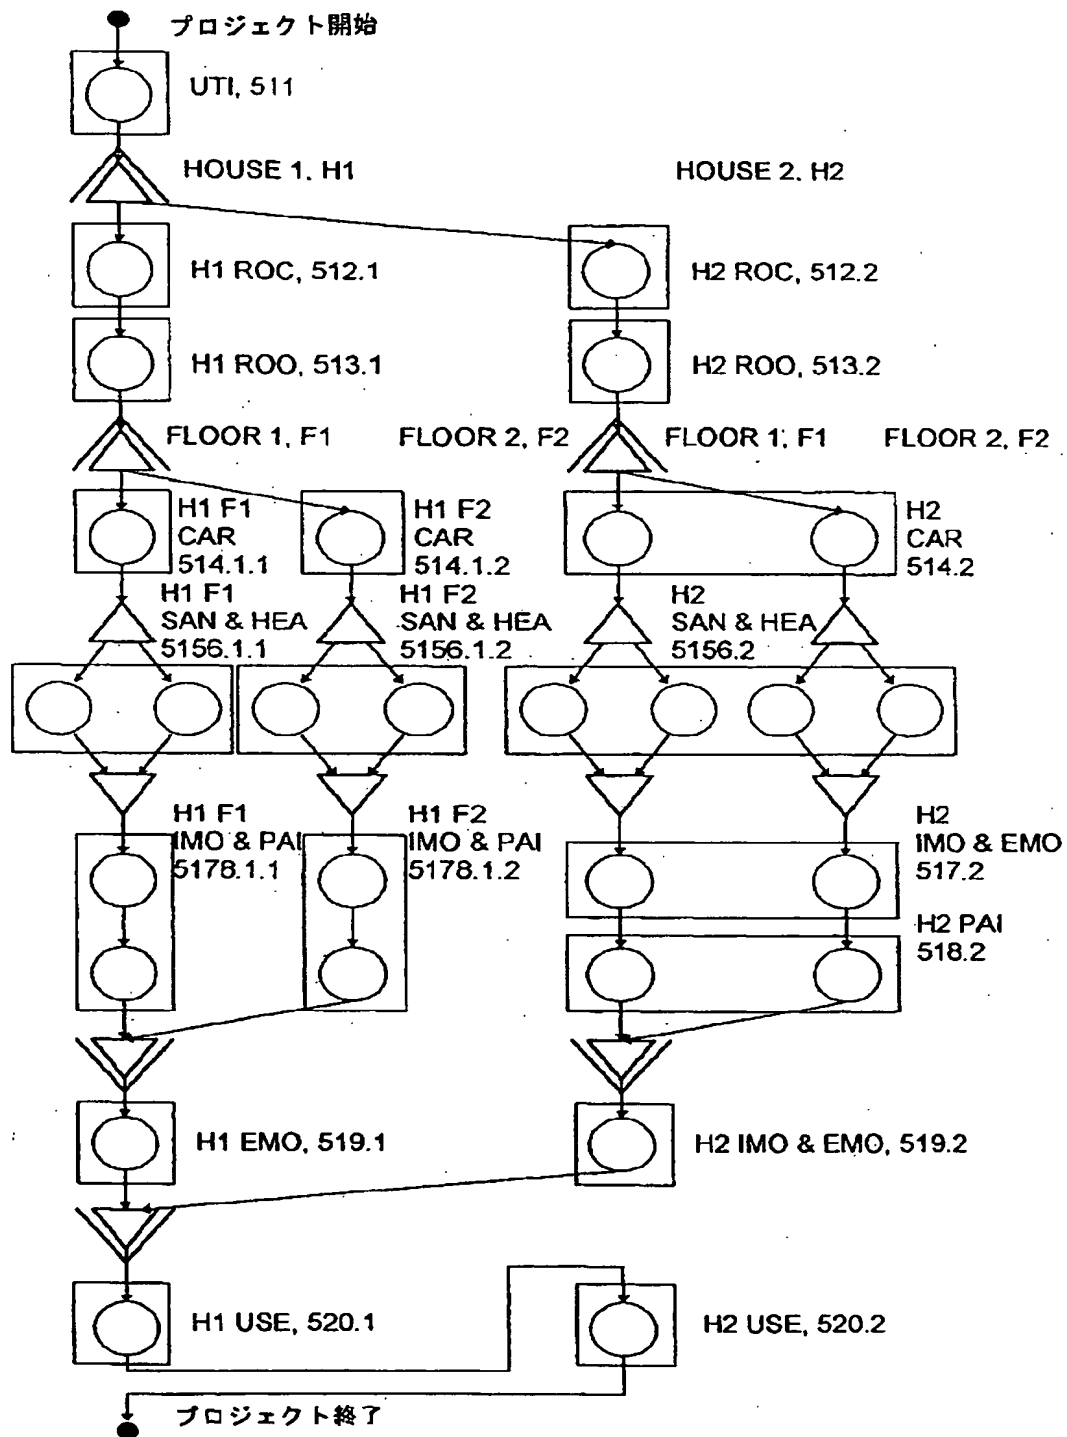 プロジェクト開始
UTI, 511
HOUSE 1, H1
HOUSE 2, H2
H1 ROC, 512.1
H2 ROC, 512.2
H1 ROO, 513.1
H2 ROO, 513.2
FLOOR 1, F1
FLOOR 2, F2
FLOOR 1, F1
FLOOR 2, F2
H1 F1
CAR
514.1.1
H1 F2
CAR
514.1.2
H2
CAR
514.2
H1 F1
SAN & HEA
5156.1.1
H1 F2
SAN & HEA
5156.1.2
H2
SAN & HEA
5156.2
H1 F1
IMO & PAI
5178.1.1
H1 F2
IMO & PAI
5178.1.2
H2
IMO & EMO
517.2
H2 PAI
518.2
H1 EMO, 519.1
H2 IMO & EMO, 519.2
H1 USE, 520.1
H2 USE, 520.2
プロジェクト終了